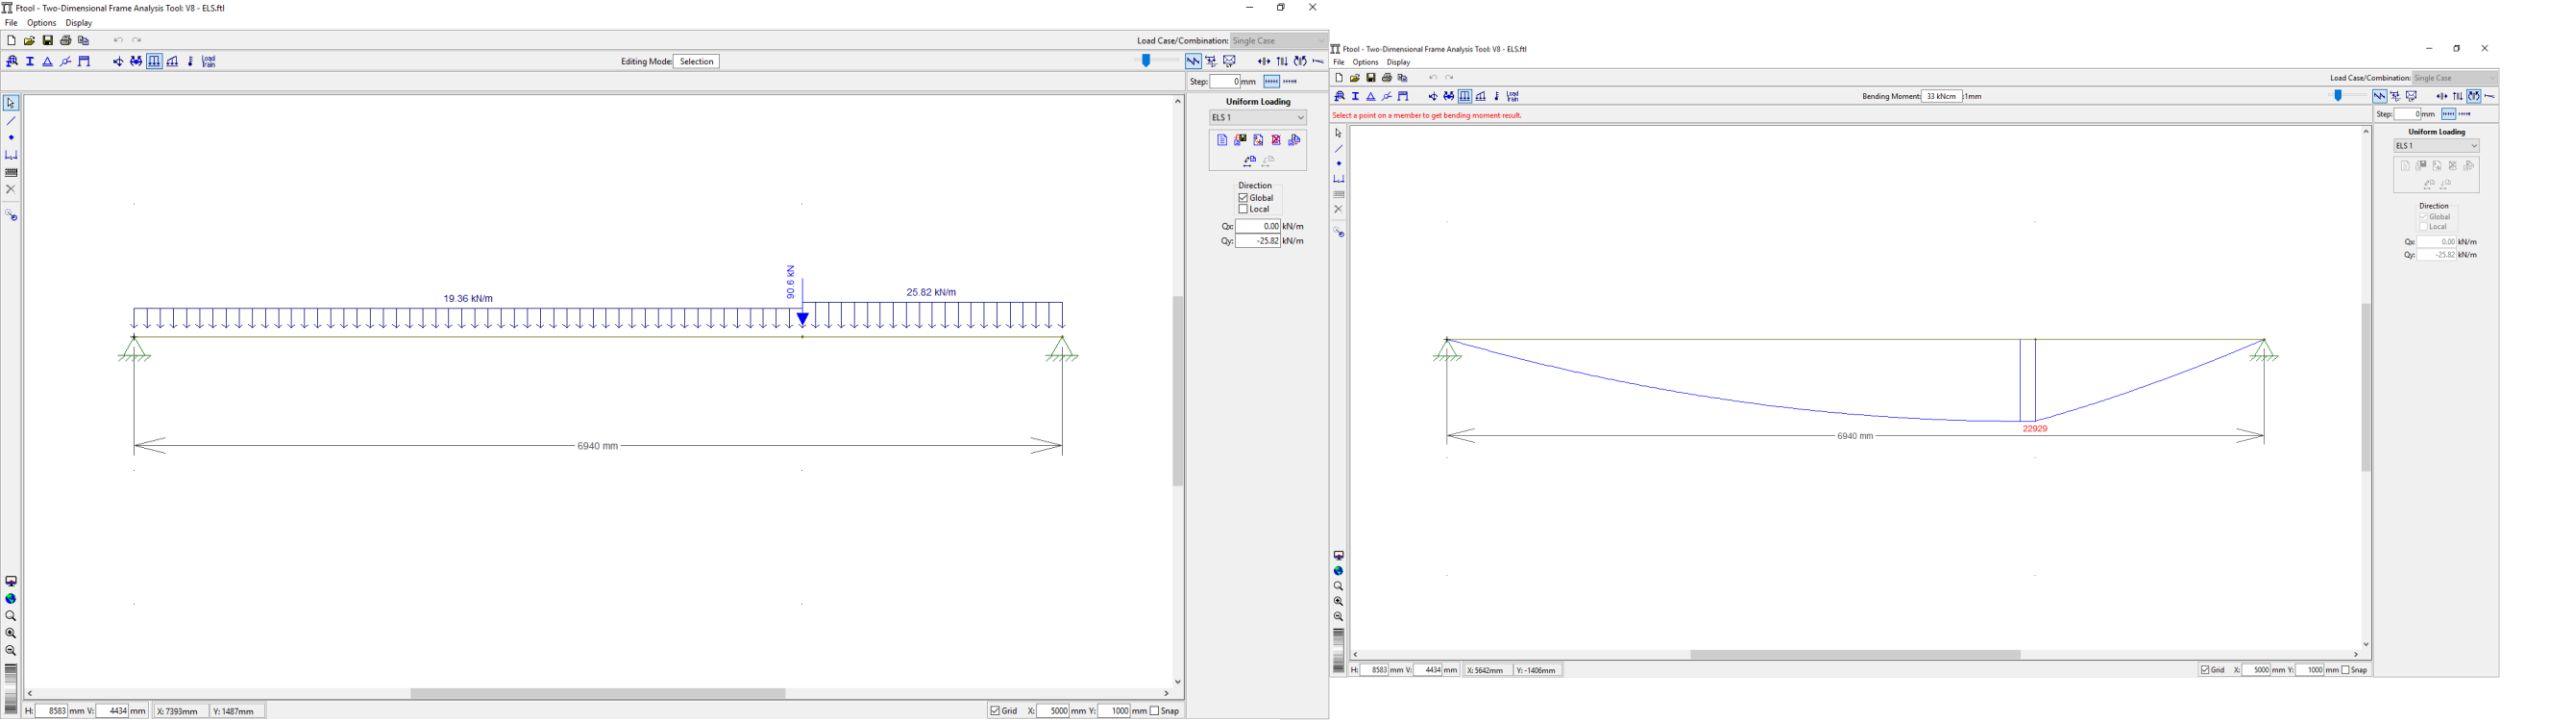 Ftool - Two-Dimensional Frame Analysis Tool: V8 - ELS.ftl
File Options Display
Load Case/Combination: Single Case
Editing Mode: Selection
Load Train
Step: 0 mm
Uniform Loading
ELS 1
Direction
Global
Local
Qx: 0.00 kN/m
Qy: -25.82 kN/m
90.6 kN
19.36 kN/m
25.82 kN/m
6940 mm
H: 8583 mm V: 4434 mm X: 7393mm Y: 1487mm
Grid X: 5000 mm Y: 1000 mm Snap
Ftool - Two-Dimensional Frame Analysis Tool: V8 - ELS.ftl
File Options Display
Load Case/Combination: Single Case
Load Train
Bending Moment: 33 kNcm :1mm
Step: 0 mm
Select a point on a member to get bending moment result.
Uniform Loading
ELS 1
Direction
Global
Local
Qx: 0.00 kN/m
Qy: -25.82 kN/m
22929
6940 mm
H: 8583 mm V: 4434 mm X: 5642mm Y: -1406mm
Grid X: 5000 mm Y: 1000 mm Snap